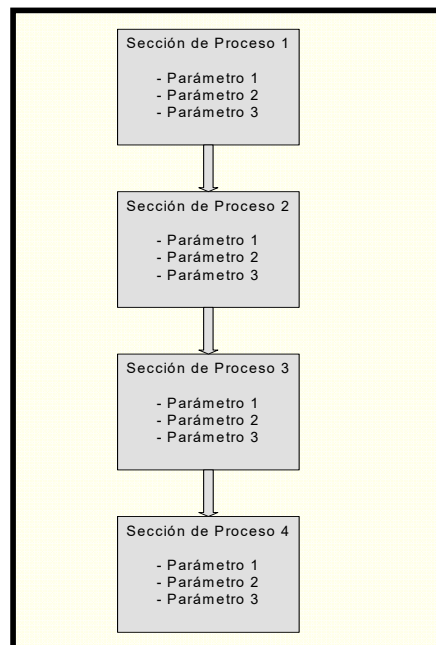 Sección de Proceso 1
- Parámetro 1
- Parámetro 2
- Parámetro 3
Sección de Proceso 2
- Parámetro 1
- Parámetro 2
- Parámetro 3
Sección de Proceso 3
- Parámetro 1
- Parámetro 2
- Parámetro 3
Sección de Proceso 4
- Parámetro 1
- Parámetro 2
- Parámetro 3